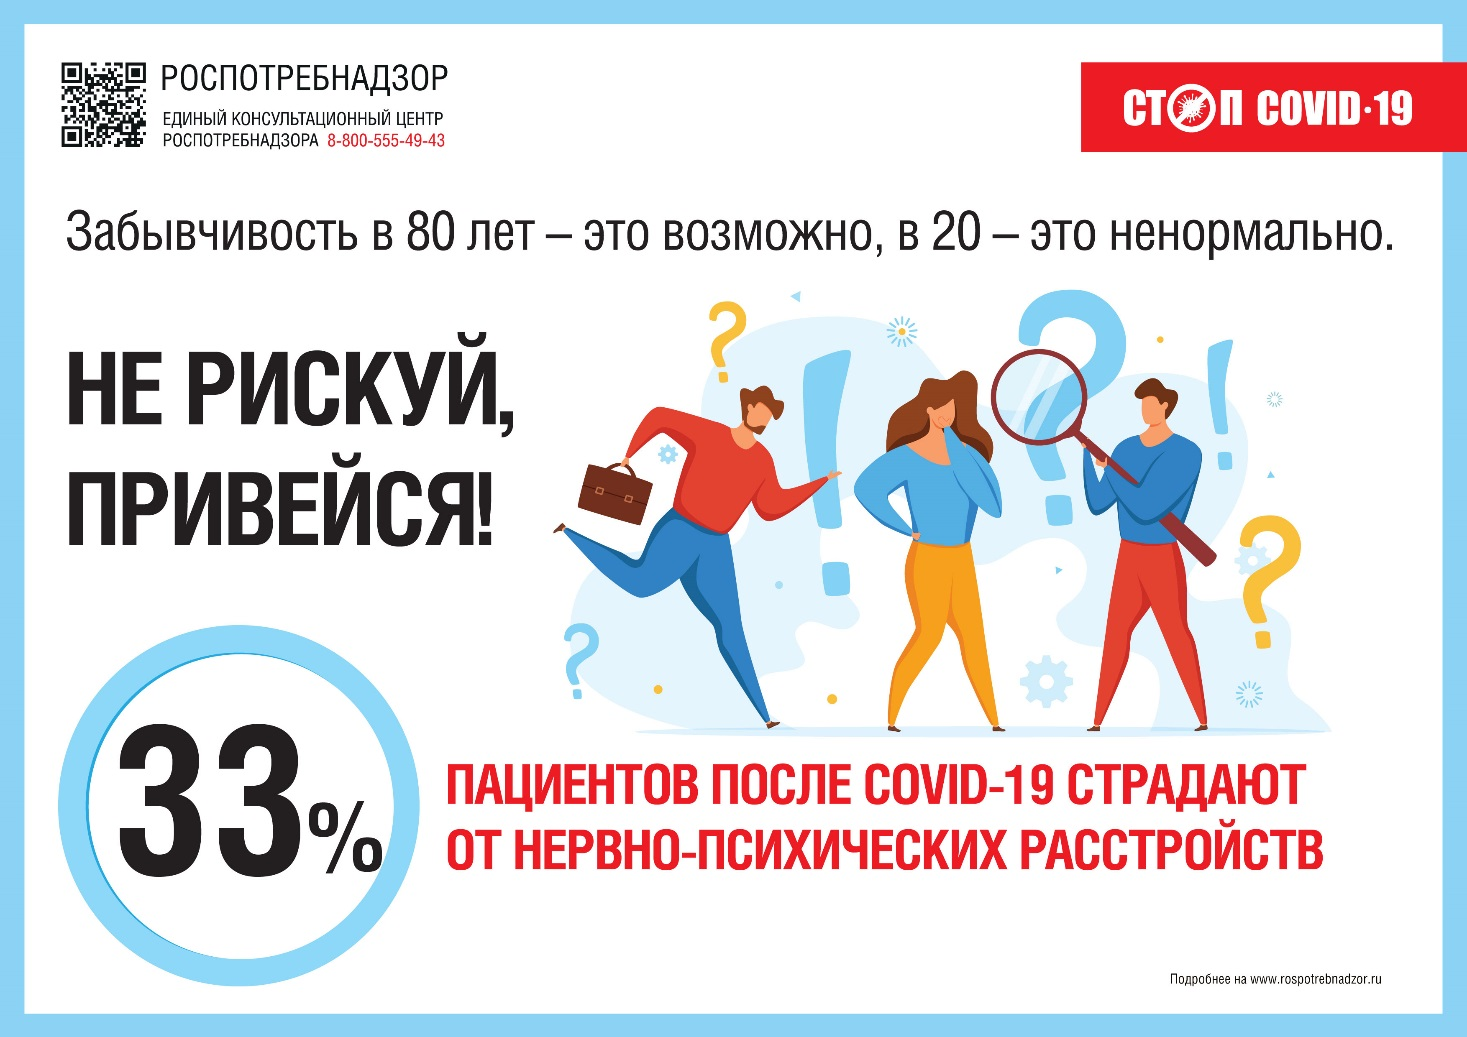 РОСПОТРЕБНАДЗОР
ЕДИНЫЙ КОНСУЛЬТАЦИОННЫЙ ЦЕНТР
РОСПОТРЕБНАДЗОРА 8-800-555-49-43
СТОП COVID·19
Забывчивость в 80 лет – это возможно, в 20 – это ненормально.
НЕ РИСКУЙ,
ПРИВЕЙСЯ!
33%
ПАЦИЕНТОВ ПОСЛЕ COVID-19 СТРАДАЮТ
ОТ НЕРВНО-ПСИХИЧЕСКИХ РАССТРОЙСТВ
Подробнее на www.rospotrebnadzor.ru